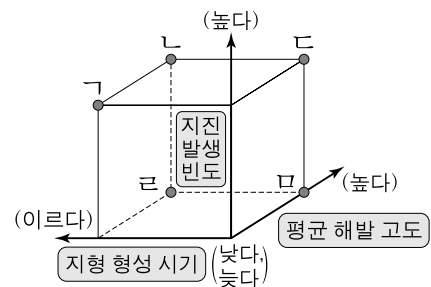 (높다)
ㄴ
ㄷ
ㄱ
지진
발생
빈도
ㄹ
ㅁ
(높다)
(이르다)
평균 해발 고도
지형 형성 시기
(낮다,
늦다)